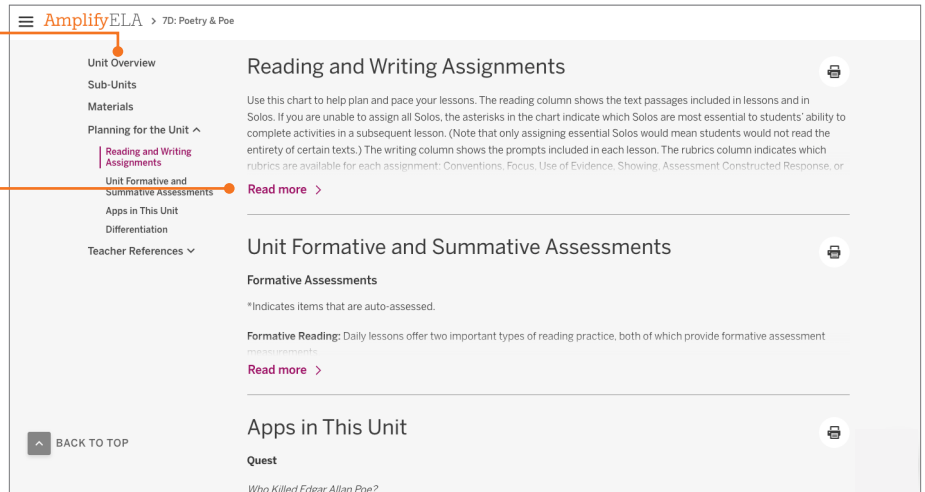 AmplifyELA > 7D: Poetry & Poe
Unit Overview
Sub-Units
Materials
Planning for the Unit
Reading and Writing
Assignments
Unit Formative and
Summative Assessments
Apps in This Unit
Differentiation
Teacher References
BACK TO TOP
Reading and Writing Assignments
Use this chart to help plan and pace your lessons. The reading column shows the text passages included in lessons and in
Solos. If you are unable to assign all Solos, the asterisks in the chart indicate which Solos are most essential to students' ability to
complete activities in a subsequent lesson. (Note that only assigning essential Solos would mean students would not read the
entirety of certain texts.) The writing column shows the prompts included in each lesson. The rubrics column indicates which
rubrics are available for each assignment: Conventions, Focus, Use of Evidence, Showing, Assessment Constructed Response, or
Read more >
Unit Formative and Summative Assessments
Formative Assessments
*Indicates items that are auto-assessed.
Formative Reading: Daily lessons offer two important types of reading practice, both of which provide formative assessment
measurements
Read more >
Apps in This Unit
Quest
Who Killed Edgar Allan Poe?